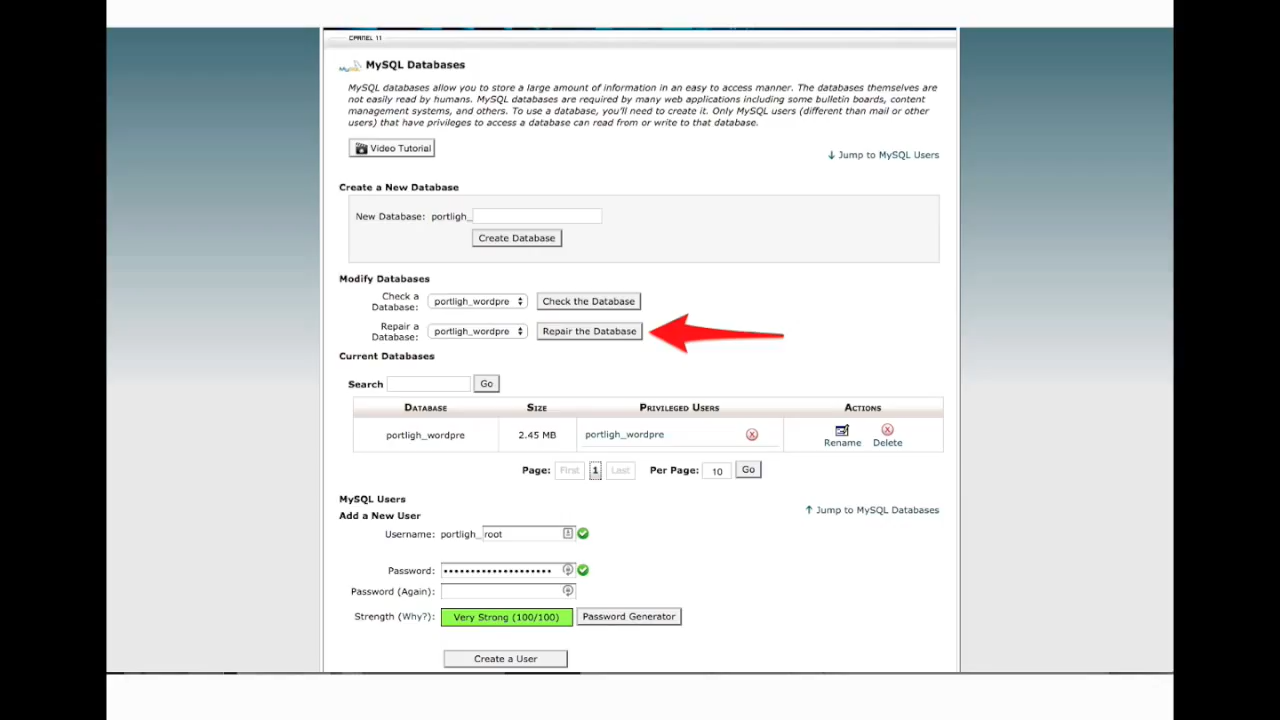 CPANEL 11
MySQL Databases
MySQL databases allow you to store a large amount of information in an easy to access manner. The databases themselves are
not easily read by humans. MySQL databases are required by many web applications including some bulletin boards, content
management systems, and others. To use a database, you'll need to create it. Only MySQL users (different than mail or other
users) that have privileges to access a database can read from or write to that database.
Video Tutorial
↓ Jump to MySQL Users
Create a New Database
New Database: portligh_
Create Database
Modify Databases
Check a Database: portligh_wordpre Check the Database
Repair a Database: portligh_wordpre Repair the Database
Current Databases
Search Go
DATABASE SIZE PRIVILEGED USERS ACTIONS
portligh_wordpre 2.45 MB portligh_wordpre Rename Delete
Page: First 1 Last Per Page: 10 Go
MySQL Users
↑ Jump to MySQL Databases
Add a New User
Username: portligh_ root
Password: ••••••••••••••••••••
Password (Again):
Strength (Why?): Very Strong (100/100) Password Generator
Create a User